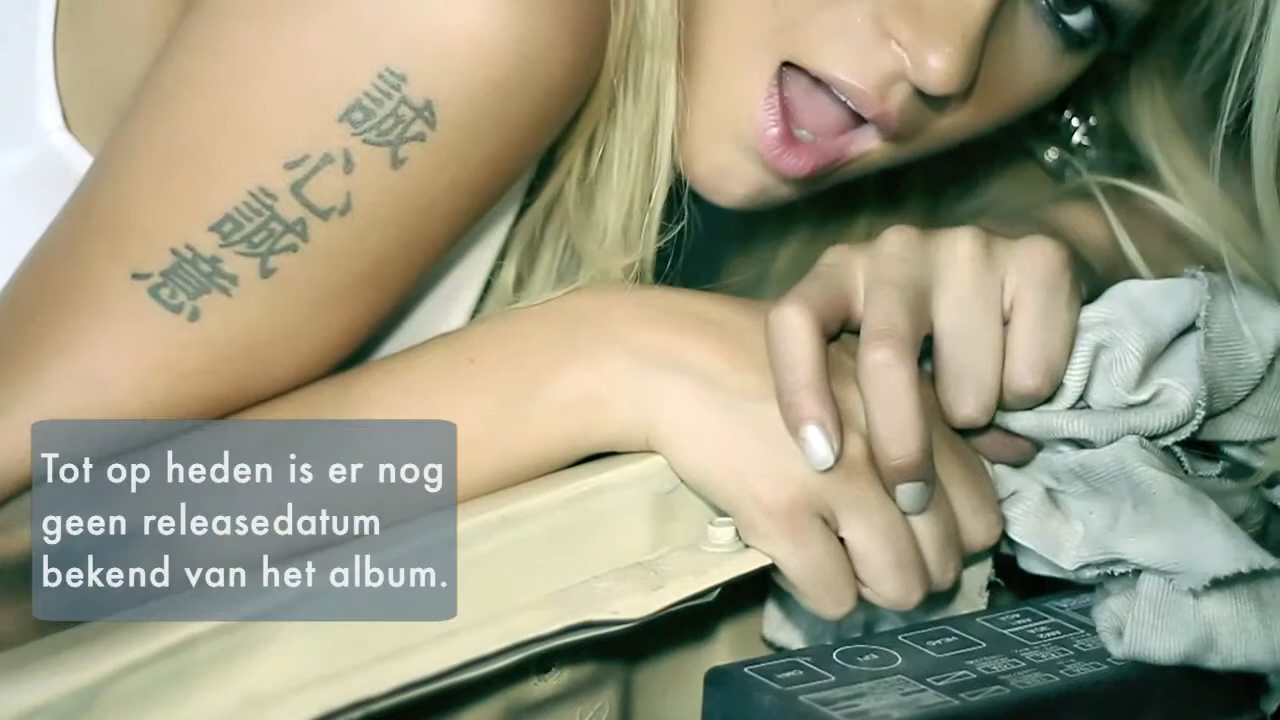 誠
心
誠
意
Tot op heden is er nog
geen releasedatum
bekend van het album.